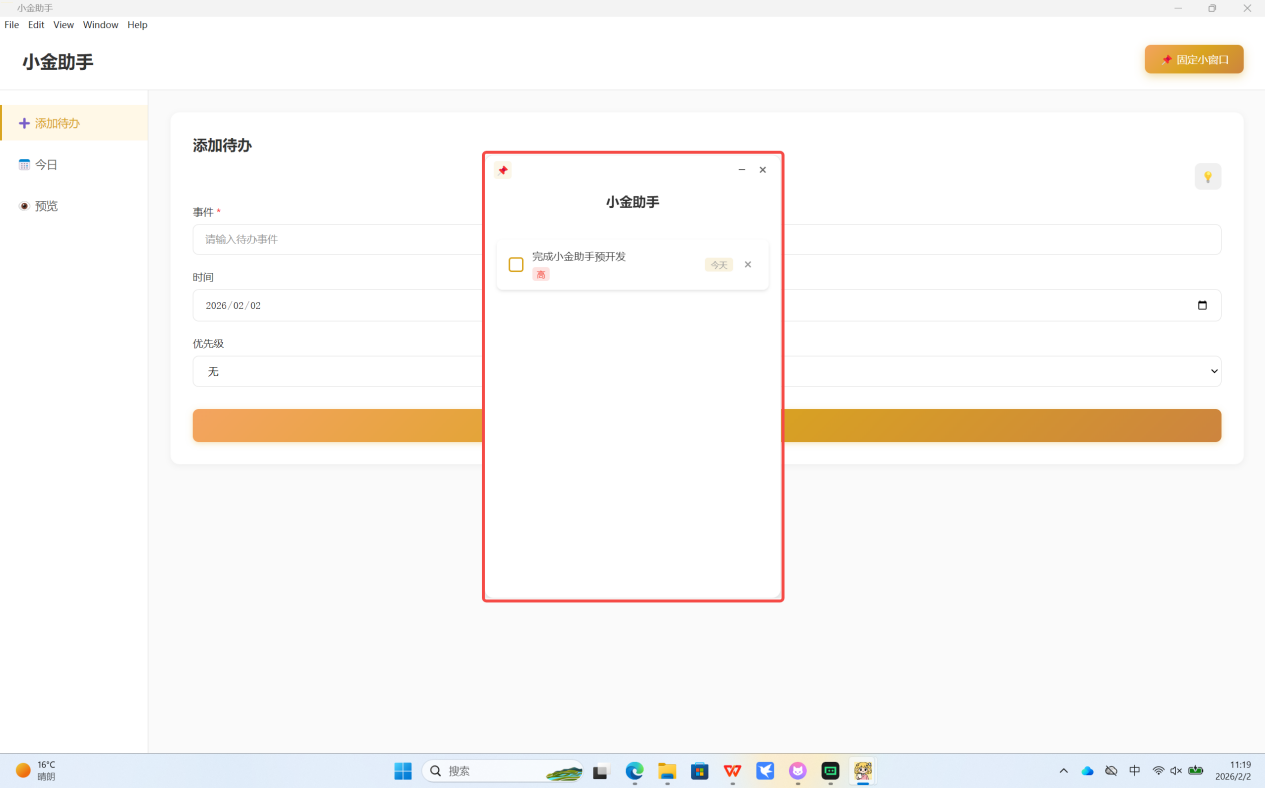 小金助手
File Edit View Window Help
小金助手
固定小窗口
添加待办
今日
预览
添加待办
事件 *
请输入待办事件
时间
2026/02/02
优先级
无
小金助手
完成小金助手预开发
高
今天
16°C
晴朗
搜索
中
11:19
2026/2/2